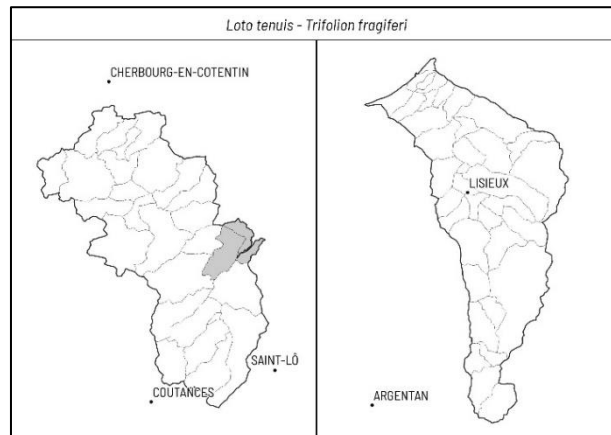 Loto tenuis - Trifolion fragiferi
CHERBOURG-EN-COTENTIN
LISIEUX
SAINT-LÔ
COUTANCES
ARGENTAN